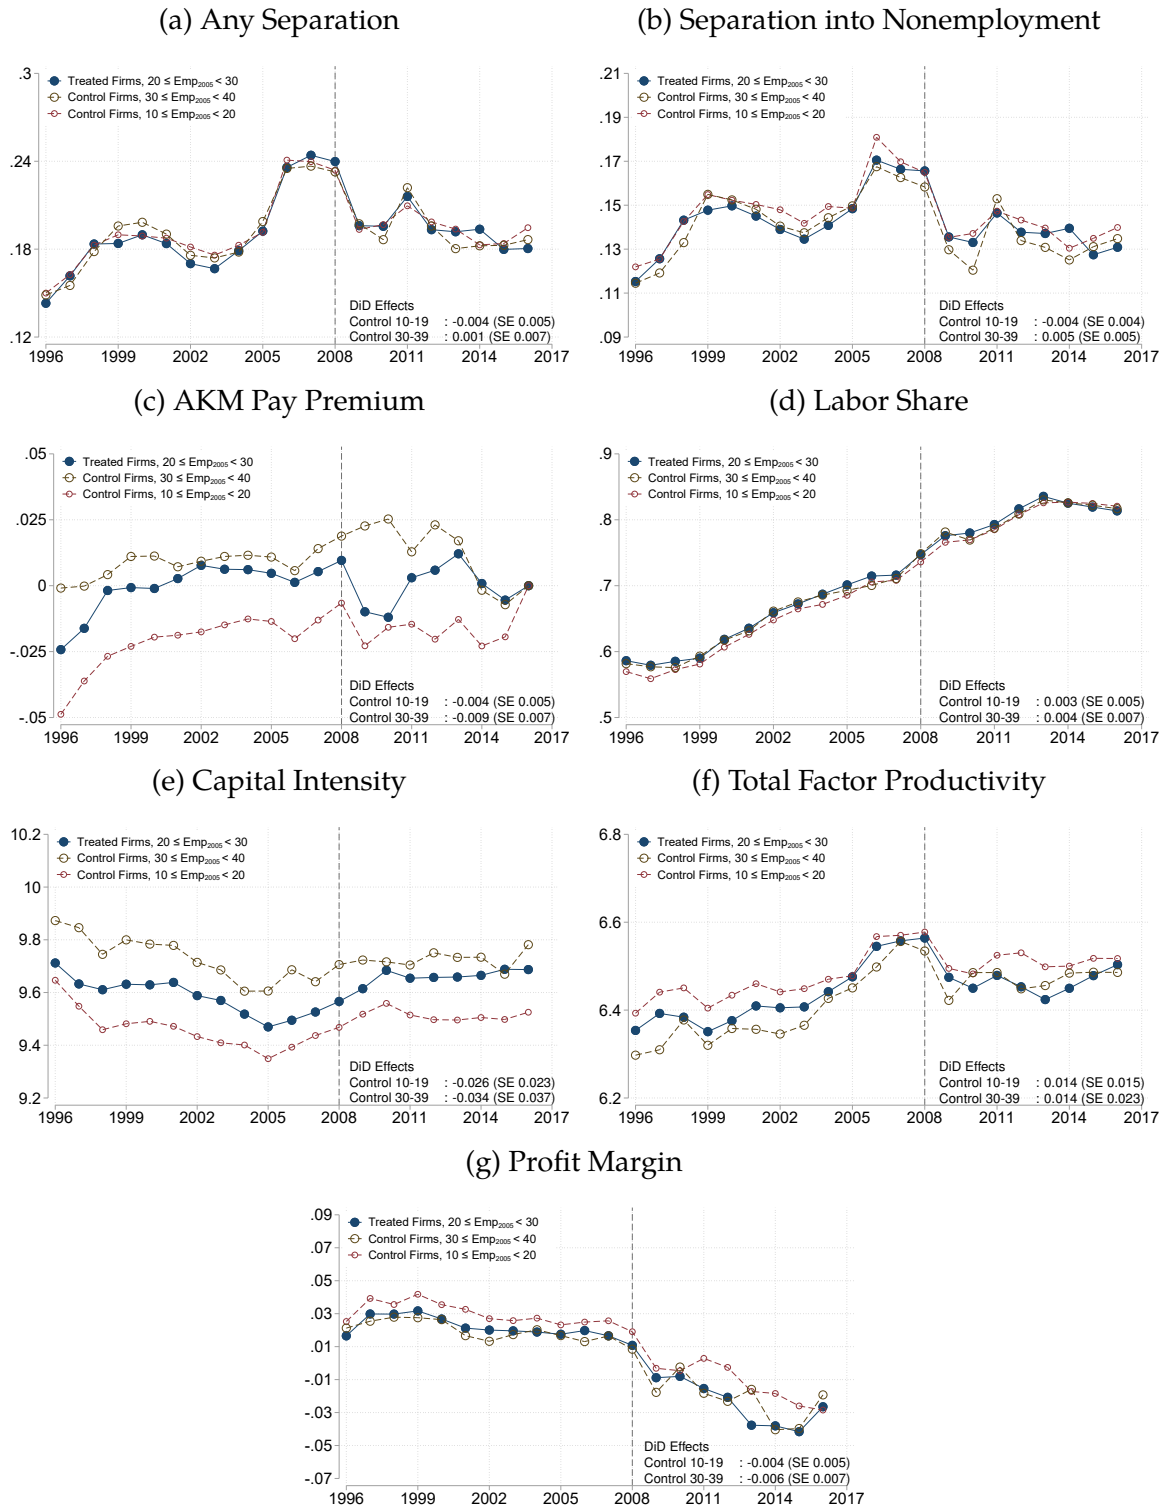 (a) Any Separation
.3
.24
.18
.12
Treated Firms, 20 ≤ Emp2005 < 30
Control Firms, 30 ≤ Emp2005 < 40
Control Firms, 10 ≤ Emp2005 < 20
DiD Effects
Control 10-19 : -0.004 (SE 0.005)
Control 30-39 : 0.001 (SE 0.007)
1996 1999 2002 2005 2008 2011 2014 2017
(b) Separation into Nonemployment
.21
.19
.17
.15
.13
.11
.09
Treated Firms, 20 ≤ Emp2005 < 30
Control Firms, 30 ≤ Emp2005 < 40
Control Firms, 10 ≤ Emp2005 < 20
DiD Effects
Control 10-19 : -0.004 (SE 0.004)
Control 30-39 : 0.005 (SE 0.005)
1996 1999 2002 2005 2008 2011 2014 2017
(c) AKM Pay Premium
.05
.025
0
-.025
-.05
Treated Firms, 20 ≤ Emp2005 < 30
Control Firms, 30 ≤ Emp2005 < 40
Control Firms, 10 ≤ Emp2005 < 20
DiD Effects
Control 10-19 : -0.004 (SE 0.005)
Control 30-39 : -0.009 (SE 0.007)
1996 1999 2002 2005 2008 2011 2014 2017
(d) Labor Share
.9
.8
.7
.6
.5
Treated Firms, 20 ≤ Emp2005 < 30
Control Firms, 30 ≤ Emp2005 < 40
Control Firms, 10 ≤ Emp2005 < 20
DiD Effects
Control 10-19 : 0.003 (SE 0.005)
Control 30-39 : 0.004 (SE 0.007)
1996 1999 2002 2005 2008 2011 2014 2017
(e) Capital Intensity
10.2
10
9.8
9.6
9.4
9.2
Treated Firms, 20 ≤ Emp2005 < 30
Control Firms, 30 ≤ Emp2005 < 40
Control Firms, 10 ≤ Emp2005 < 20
DiD Effects
Control 10-19 : -0.026 (SE 0.023)
Control 30-39 : -0.034 (SE 0.037)
1996 1999 2002 2005 2008 2011 2014 2017
(f) Total Factor Productivity
6.8
6.6
6.4
6.2
Treated Firms, 20 ≤ Emp2005 < 30
Control Firms, 30 ≤ Emp2005 < 40
Control Firms, 10 ≤ Emp2005 < 20
DiD Effects
Control 10-19 : 0.014 (SE 0.015)
Control 30-39 : 0.014 (SE 0.023)
1996 1999 2002 2005 2008 2011 2014 2017
(g) Profit Margin
.09
.07
.05
.03
.01
-.01
-.03
-.05
-.07
Treated Firms, 20 ≤ Emp2005 < 30
Control Firms, 30 ≤ Emp2005 < 40
Control Firms, 10 ≤ Emp2005 < 20
DiD Effects
Control 10-19 : -0.004 (SE 0.005)
Control 30-39 : -0.006 (SE 0.007)
1996 1999 2002 2005 2008 2011 2014 2017